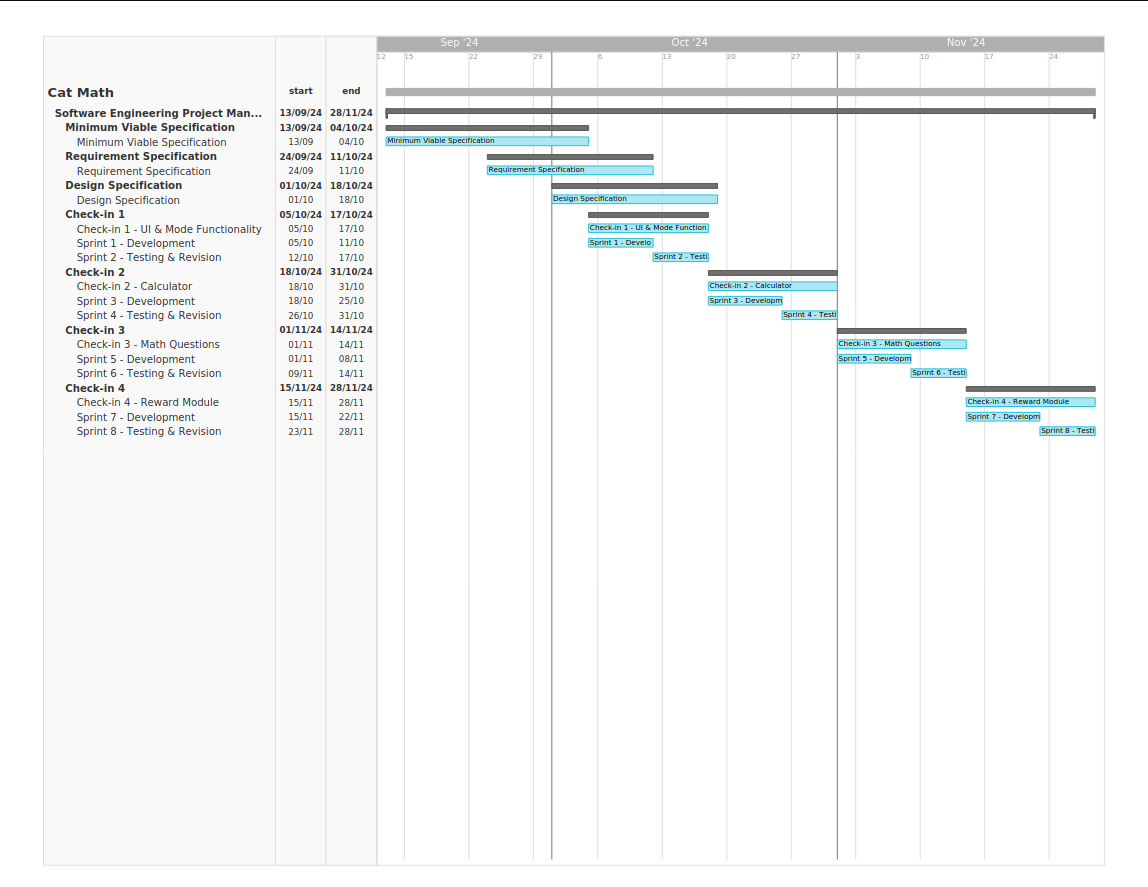 Sep '24 Oct '24 Nov '24
12 15 22 29 6 13 20 27 3 10 17 24
Cat Math start end
Software Engineering Project Man... 13/09/24 28/11/24
Minimum Viable Specification 13/09/24 04/10/24
Minimum Viable Specification 13/09 04/10 Minimum Viable Specification
Requirement Specification 24/09/24 11/10/24
Requirement Specification 24/09 11/10 Requirement Specification
Design Specification 01/10/24 18/10/24
Design Specification 01/10 18/10 Design Specification
Check-in 1 05/10/24 17/10/24
Check-in 1 - UI & Mode Functionality 05/10 17/10 Check-in 1 - UI & Mode Function
Sprint 1 - Development 05/10 11/10 Sprint 1 - Develo
Sprint 2 - Testing & Revision 12/10 17/10 Sprint 2 - Testi
Check-in 2 18/10/24 31/10/24
Check-in 2 - Calculator 18/10 31/10 Check-in 2 - Calculator
Sprint 3 - Development 18/10 25/10 Sprint 3 - Developm
Sprint 4 - Testing & Revision 26/10 31/10 Sprint 4 - Testi
Check-in 3 01/11/24 14/11/24
Check-in 3 - Math Questions 01/11 14/11 Check-in 3 - Math Questions
Sprint 5 - Development 01/11 08/11 Sprint 5 - Developm
Sprint 6 - Testing & Revision 09/11 14/11 Sprint 6 - Testi
Check-in 4 15/11/24 28/11/24
Check-in 4 - Reward Module 15/11 28/11 Check-in 4 - Reward Module
Sprint 7 - Development 15/11 22/11 Sprint 7 - Developm
Sprint 8 - Testing & Revision 23/11 28/11 Sprint 8 - Testi